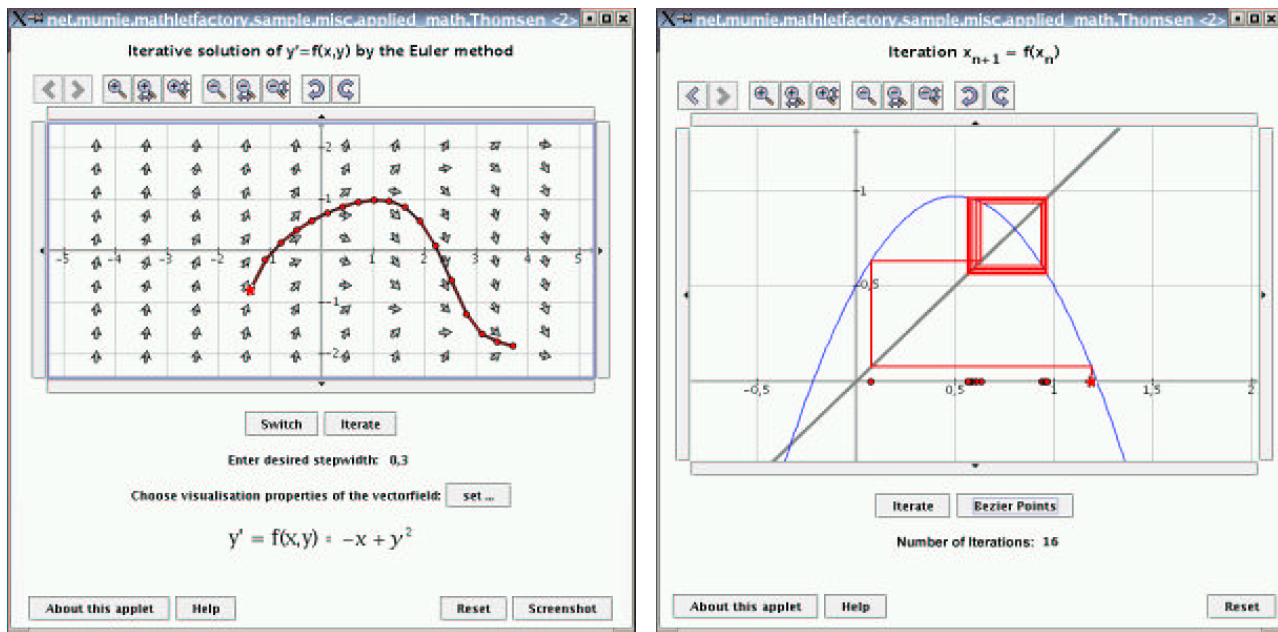 net.mumie.mathletfactory.sample.misc.applied_math.Thomsen <2>
Iterative solution of y'=f(x,y) by the Euler method
2
1
-5 -3 -2 -1 1 2 3 5
-1
-2
Switch Iterate
Enter desired stepwidth: 0,3
Choose visualisation properties of the vectorfield: set ...
y' = f(x,y) = -x + y²
About this applet Help Reset Screenshot
net.mumie.mathletfactory.sample.misc.applied_math.Thomsen <2>
Iteration xₙ₊₁ = f(xₙ)
1
0,5
-0,5 0,5 1 1,5 2
Iterate Bezier Points
Number of Iterations: 16
About this applet Help Reset